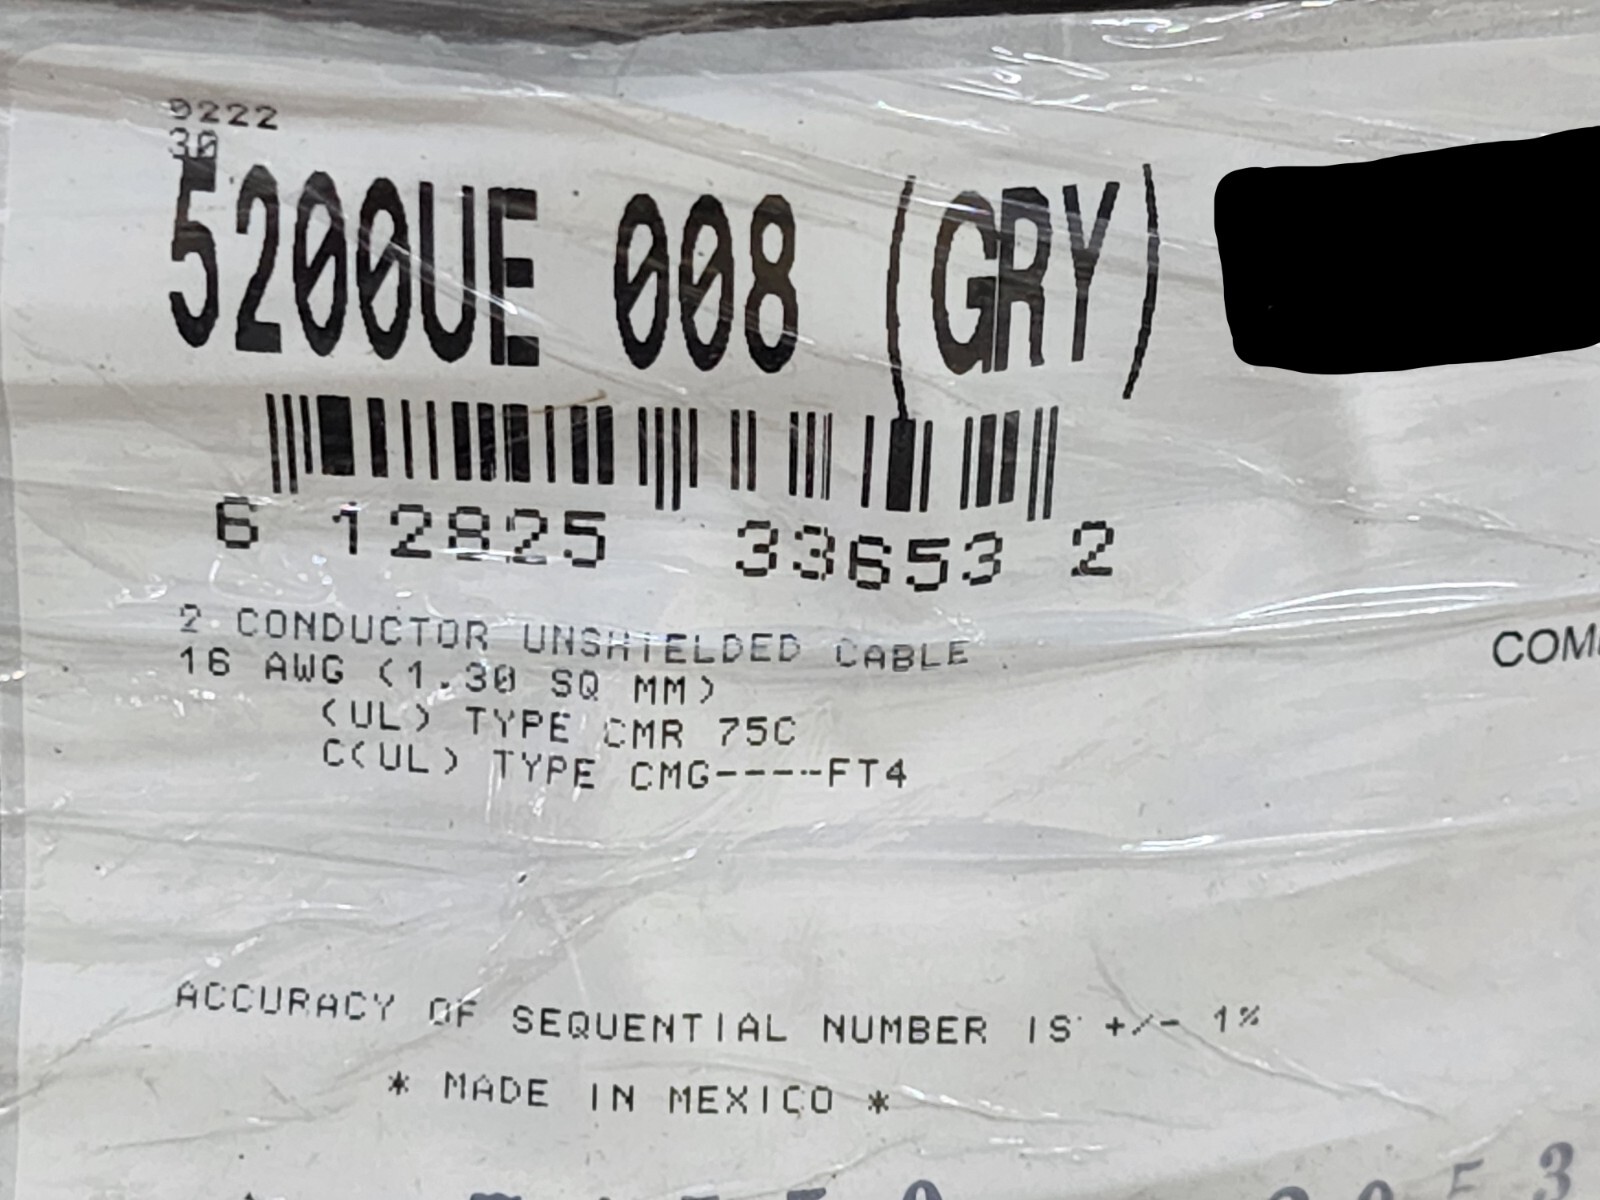 9222
30
5200UE 008 (GRY)
6 12825 33653 2
2 CONDUCTOR UNSHIELDED CABLE
16 AWG (1.30 SQ MM)
(UL) TYPE CMR 75C
C(UL) TYPE CMG----FT4
COM
ACCURACY OF SEQUENTIAL NUMBER IS +/- 1%
* MADE IN MEXICO *